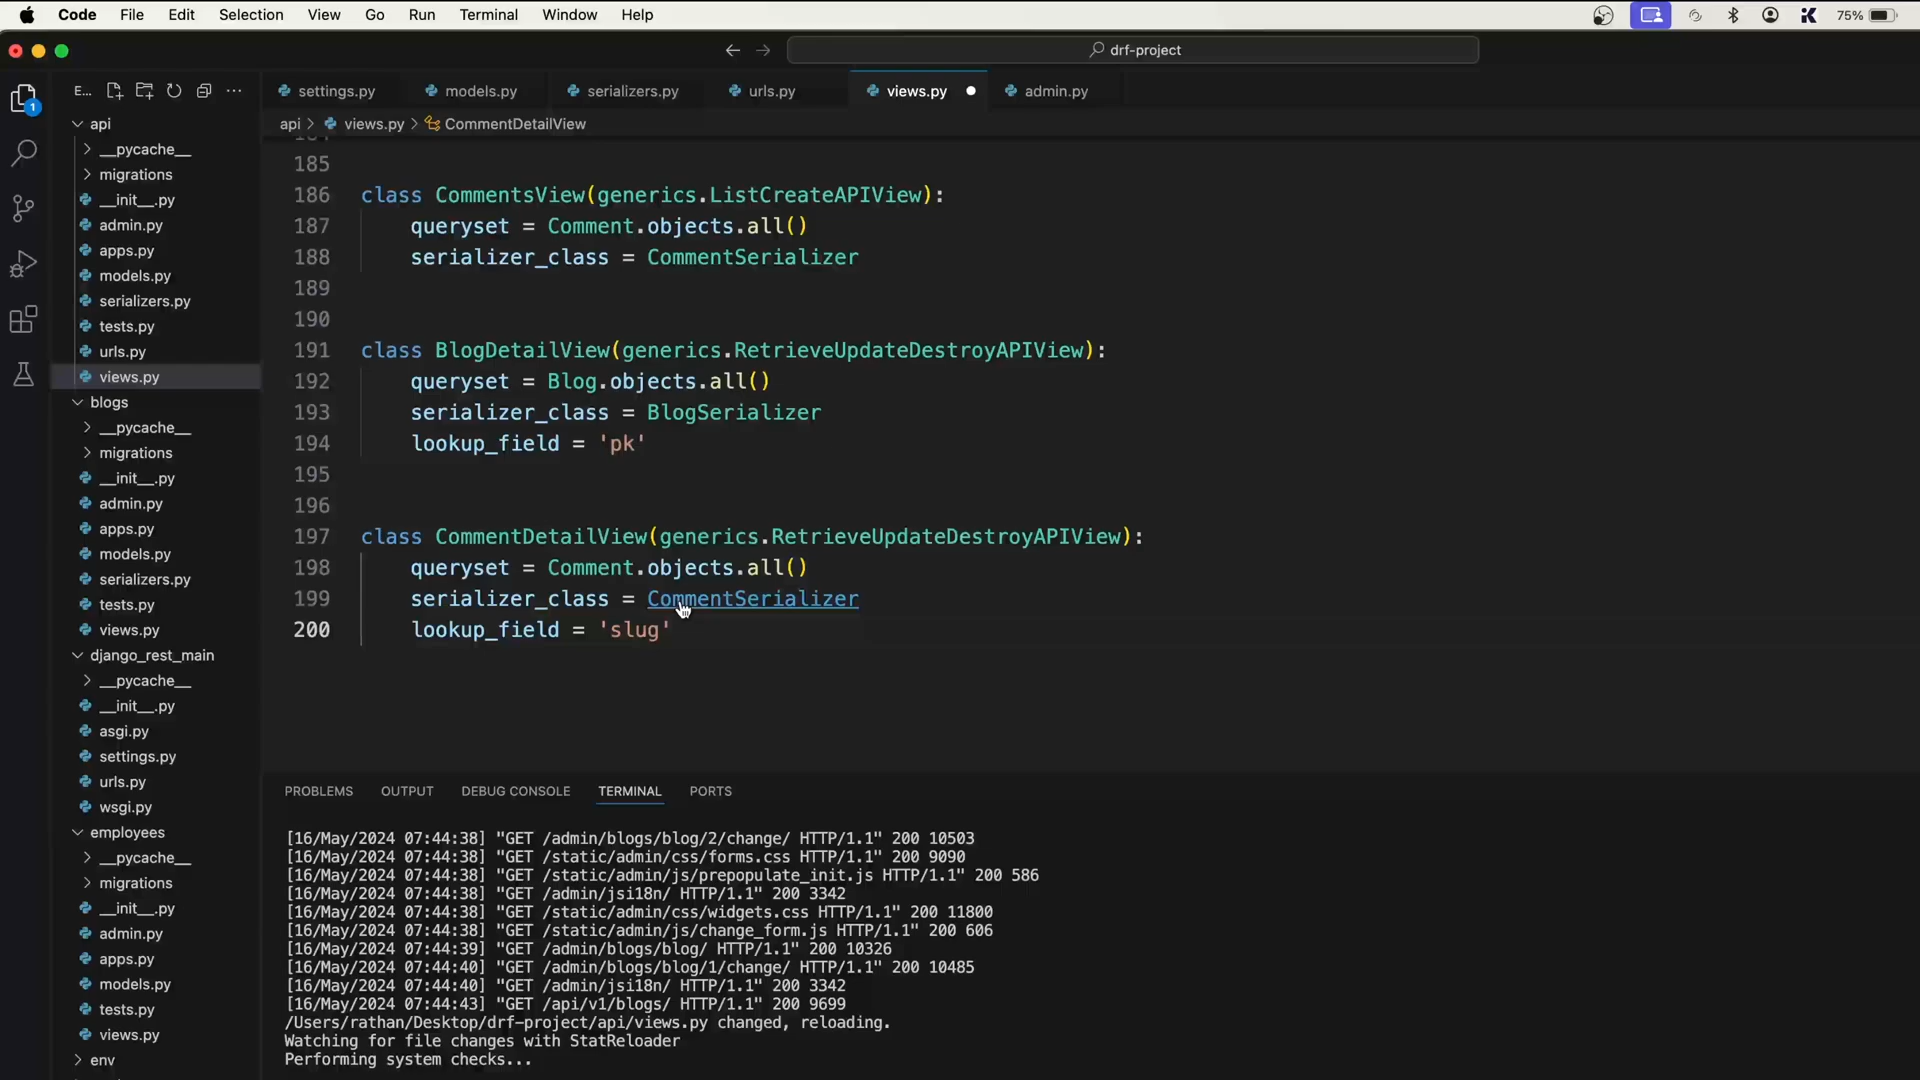 Code File Edit Selection View Go Run Terminal Window Help 75%
drf-project
E... settings.py models.py serializers.py urls.py views.py admin.py
1
api > views.py > CommentDetailView
api
__pycache__
migrations
__init__.py
admin.py
apps.py
models.py
serializers.py
tests.py
urls.py
views.py
blogs
__pycache__
migrations
__init__.py
admin.py
apps.py
models.py
serializers.py
tests.py
views.py
django_rest_main
__pycache__
__init__.py
asgi.py
settings.py
urls.py
wsgi.py
employees
__pycache__
migrations
__init__.py
admin.py
apps.py
models.py
tests.py
views.py
env
185
186 class CommentsView(generics.ListCreateAPIView):
187 queryset = Comment.objects.all()
188 serializer_class = CommentSerializer
189
190
191 class BlogDetailView(generics.RetrieveUpdateDestroyAPIView):
192 queryset = Blog.objects.all()
193 serializer_class = BlogSerializer
194 lookup_field = 'pk'
195
196
197 class CommentDetailView(generics.RetrieveUpdateDestroyAPIView):
198 queryset = Comment.objects.all()
199 serializer_class = CommentSerializer
200 lookup_field = 'slug'
PROBLEMS OUTPUT DEBUG CONSOLE TERMINAL PORTS
[16/May/2024 07:44:38] "GET /admin/blogs/blog/2/change/ HTTP/1.1" 200 10503
[16/May/2024 07:44:38] "GET /static/admin/css/forms.css HTTP/1.1" 200 9090
[16/May/2024 07:44:38] "GET /static/admin/js/prepopulate_init.js HTTP/1.1" 200 586
[16/May/2024 07:44:38] "GET /admin/jsi18n/ HTTP/1.1" 200 3342
[16/May/2024 07:44:38] "GET /static/admin/css/widgets.css HTTP/1.1" 200 11800
[16/May/2024 07:44:38] "GET /static/admin/js/change_form.js HTTP/1.1" 200 606
[16/May/2024 07:44:39] "GET /admin/blogs/blog/ HTTP/1.1" 200 10326
[16/May/2024 07:44:40] "GET /admin/blogs/blog/1/change/ HTTP/1.1" 200 10485
[16/May/2024 07:44:40] "GET /admin/jsi18n/ HTTP/1.1" 200 3342
[16/May/2024 07:44:43] "GET /api/v1/blogs/ HTTP/1.1" 200 9699
/Users/rathan/Desktop/drf-project/api/views.py changed, reloading.
Watching for file changes with StatReloader
Performing system checks...